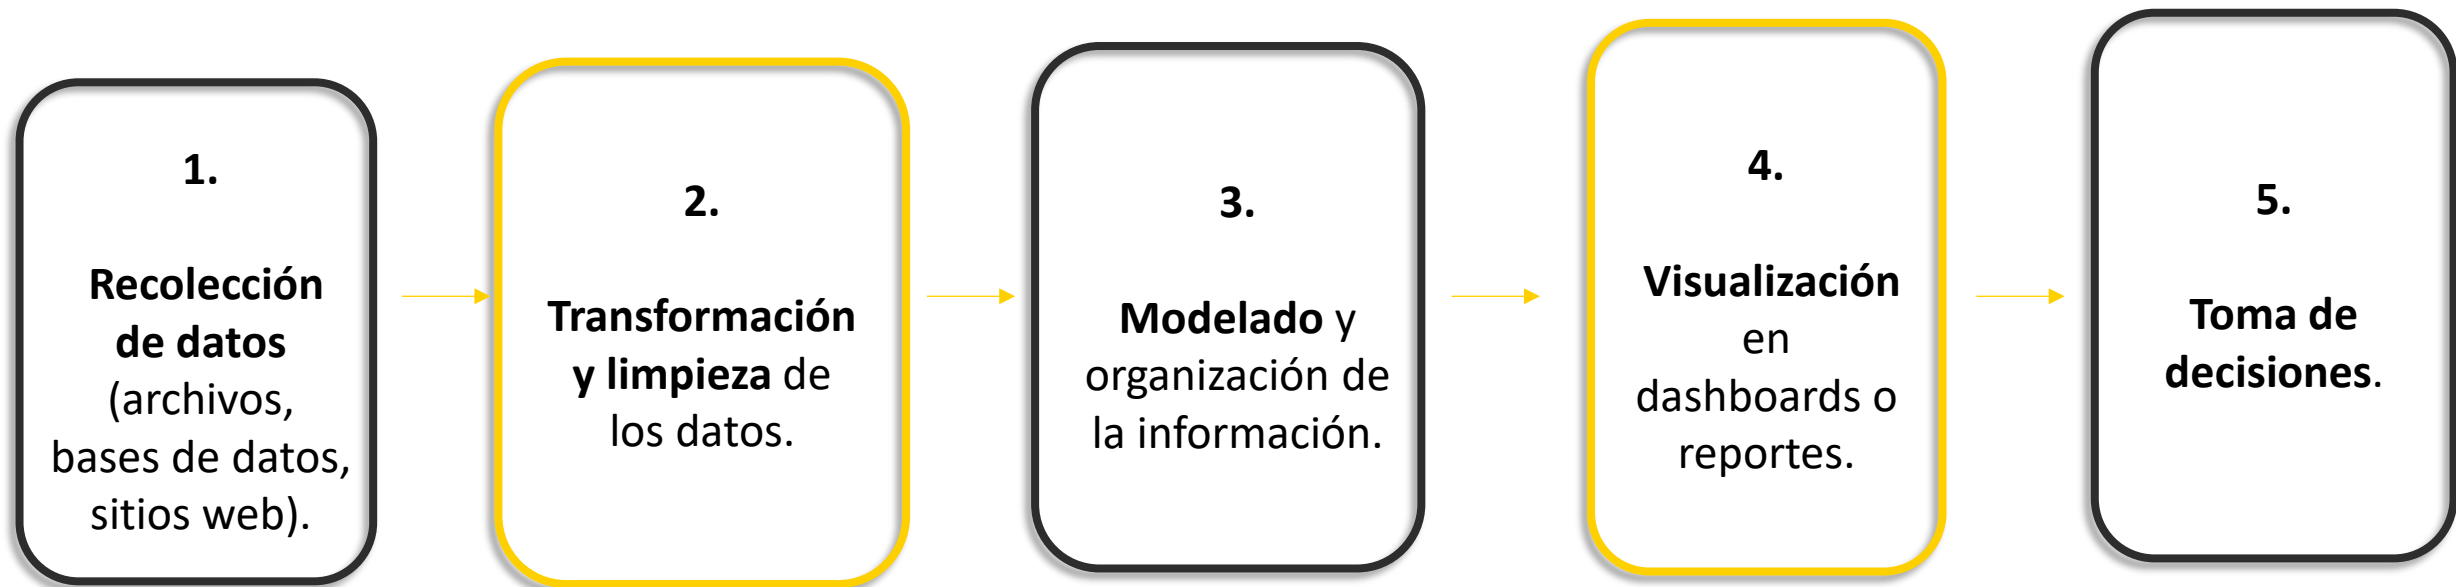 1.
Recolección
de datos
(archivos,
bases de datos,
sitios web).
2.
Transformación
y limpieza de
los datos.
3.
Modelado y
organización de
la información.
4.
Visualización
en
dashboards o
reportes.
5.
Toma de
decisiones.